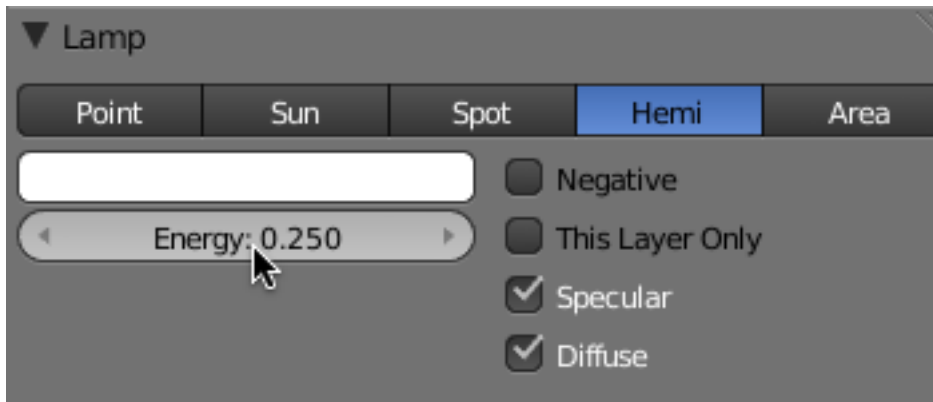 Lamp
Point Sun Spot Hemi Area
Negative
Energy: 0.250 This Layer Only
Specular
Diffuse